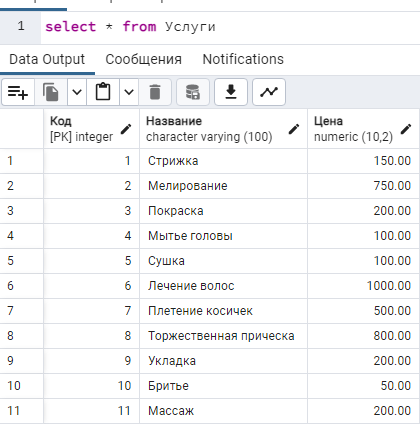 1 select * from Услуги
Data Output Сообщения Notifications
Код Название Цена
[PK] integer character varying (100) numeric (10,2)
1 1 Стрижка 150.00
2 2 Мелирование 750.00
3 3 Покраска 200.00
4 4 Мытье головы 100.00
5 5 Сушка 100.00
6 6 Лечение волос 1000.00
7 7 Плетение косичек 500.00
8 8 Торжественная прическа 800.00
9 9 Укладка 200.00
10 10 Бритье 50.00
11 11 Массаж 200.00